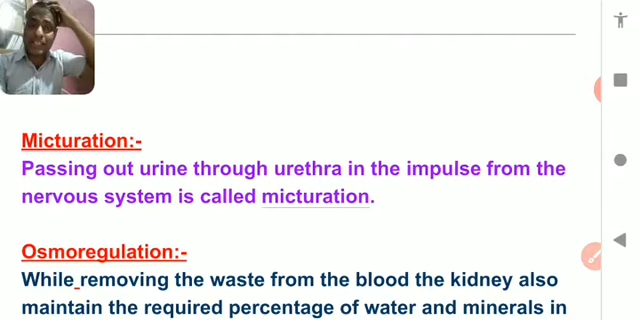 Micturation:-
Passing out urine through urethra in the impulse from the
nervous system is called micturation.
Osmoregulation:-
While removing the waste from the blood the kidney also
maintain the required percentage of water and minerals in